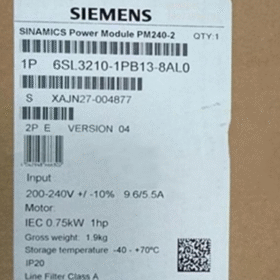 SIEMENS
SINAMICS Power Module PM240-2 QTY:1
1P 6SL3210-1PB13-8AL0
S XAJN27-004877
2P E VERSION 04
Input:
200-240V +/-10% 9.6/5.5A
Motor:
IEC 0.75kW 1hp
Gross weight: 1.9kg
Storage temperature -40 - +70°C
IP20
Line Filter Class A